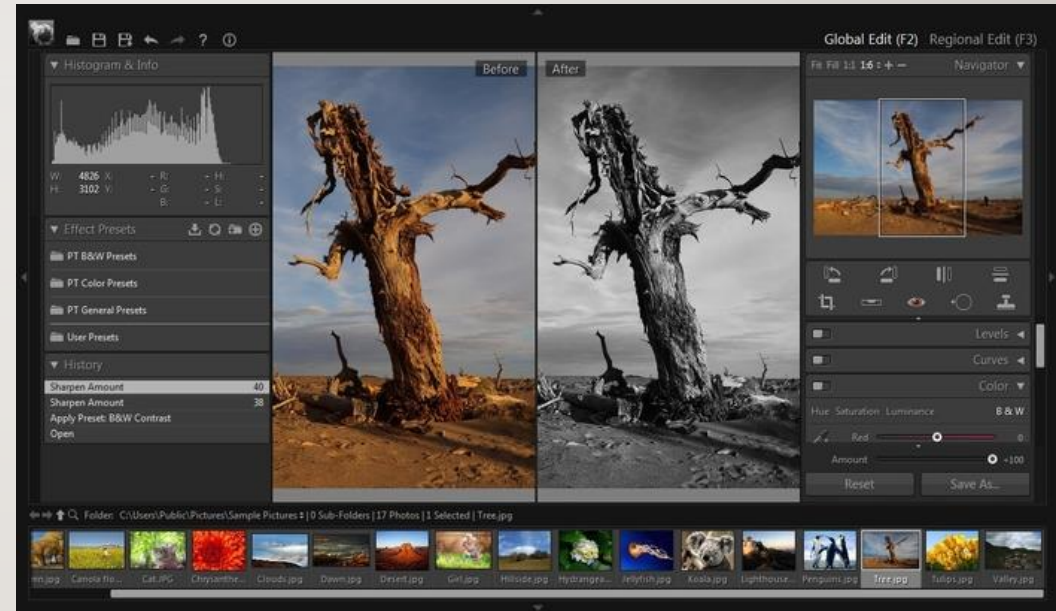 ? i
Global Edit (F2) Regional Edit (F3)
Histogram & Info
W: 4826 X: - R: - H: -
H: 3102 Y: - G: - S: -
B: - L: -
Effect Presets
PT B&W Presets
PT Color Presets
PT General Presets
User Presets
History
Sharpen Amount 40
Sharpen Amount 38
Apply Preset: B&W Contrast
Open
Before
After
Fit Fill 1:1 1:6 + − Navigator
Levels
Curves
Color
Hue Saturation Luminance B & W
Red 0
Amount +100
Reset Save As...
Folder: C:\Users\Public\Pictures\Sample Pictures | 0 Sub-Folders | 17 Photos | 1 Selected | Tree.jpg
mn.jpg Canola flo... Cat.JPG Chrysanthe... Clouds.jpg Dawn.jpg Desert.jpg Girl.jpg Hillside.jpg Hydrangea... Jellyfish.jpg Koala.jpg Lighthouse... Penguins.jpg Tree.jpg Tulips.jpg Valley.jpg